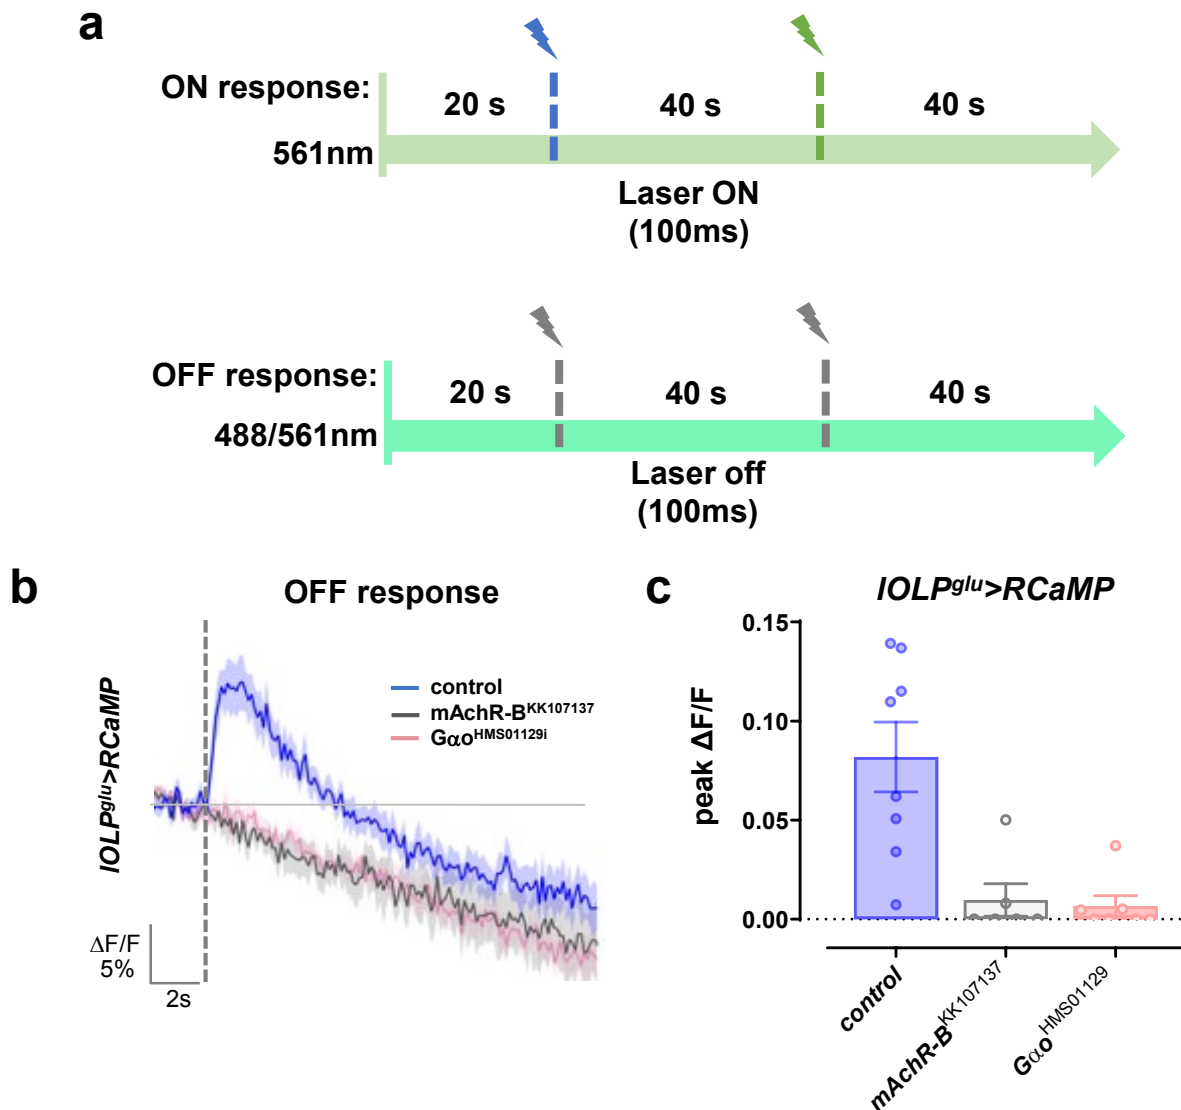 a
ON response:
20 s
40 s
40 s
561nm
Laser ON
(100ms)
OFF response:
20 s
40 s
40 s
488/561nm
Laser off
(100ms)
b
OFF response
IOLPglu>RCaMP
control
mAchR-BKK107137
GαoHMS01129i
ΔF/F
5%
2s
c
IOLPglu>RCaMP
peak ΔF/F
0.15
0.10
0.05
0.00
control
mAchR-BKK107137
GαoHMS01129